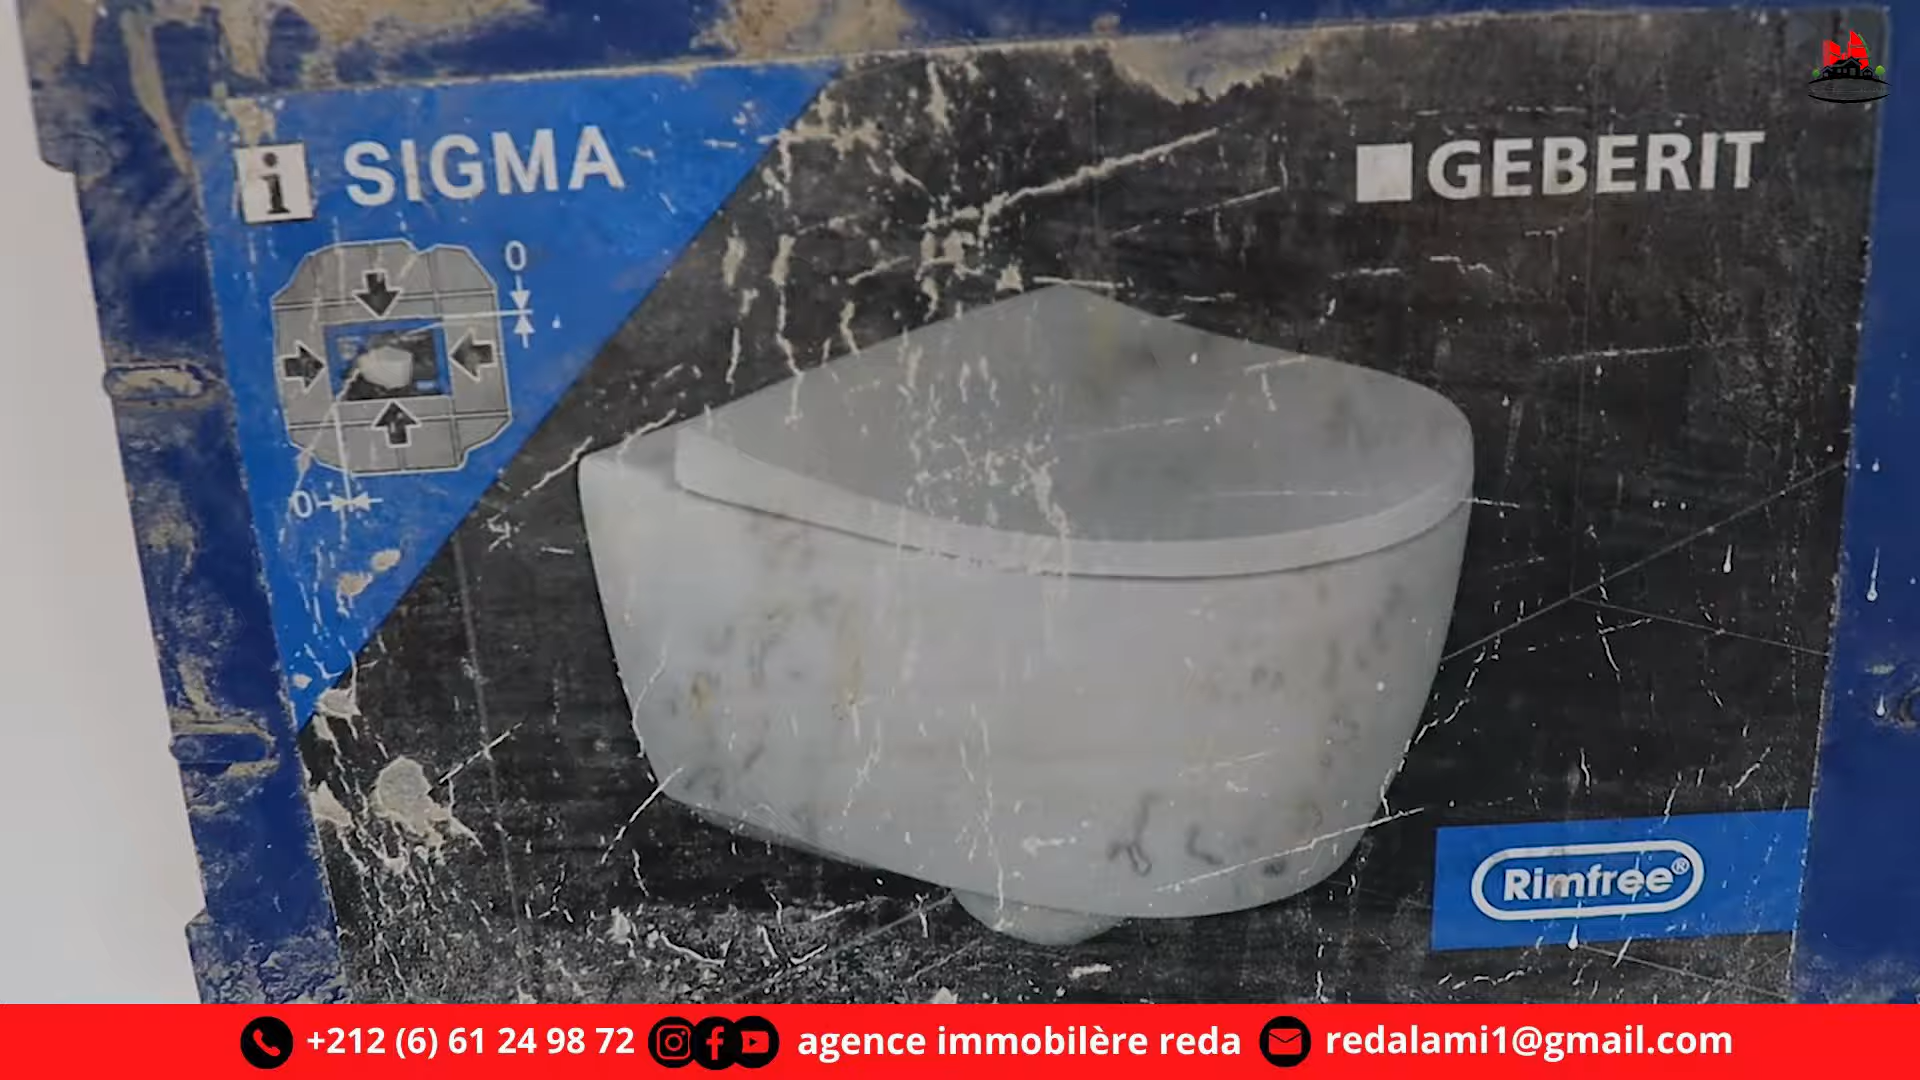 i SIGMA
GEBERIT
0
0
Rimfree®
+212 (6) 61 24 98 72 agence immobilère reda redalami1@gmail.com